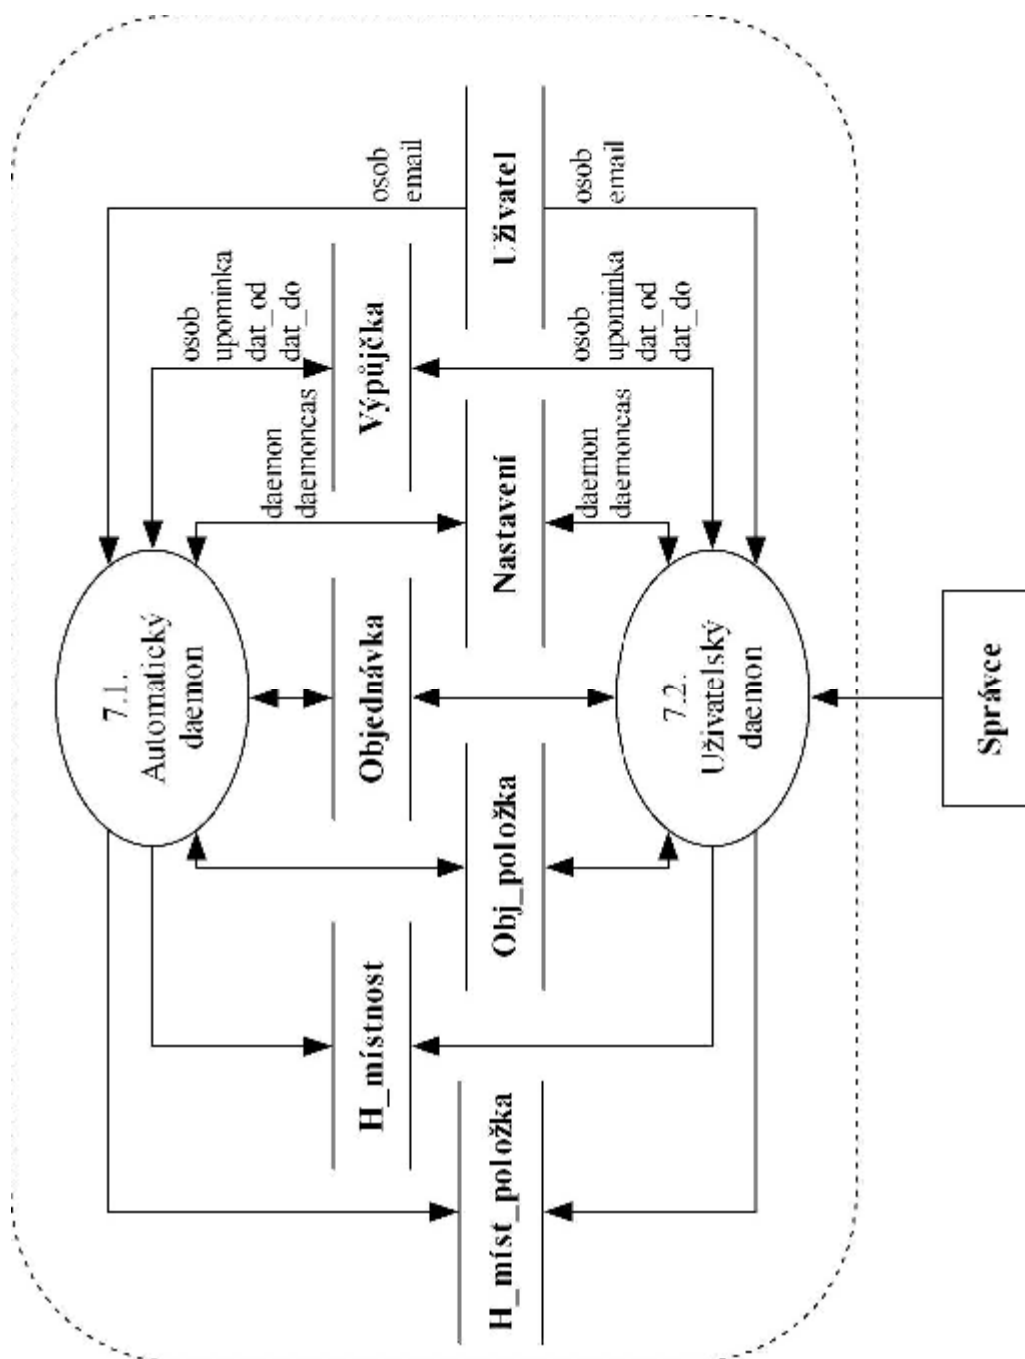 7.1.
Automatický
daemon
osob
upominka
dat_od
dat_do
daemon
daemoncas
osob
email
H_místnost
Objednávka
Výpůjčka
H_míst_položka
Obj_položka
Nastavení
Uživatel
daemon
daemoncas
osob
upominka
dat_od
dat_do
osob
email
7.2.
Uživatelský
daemon
Správce